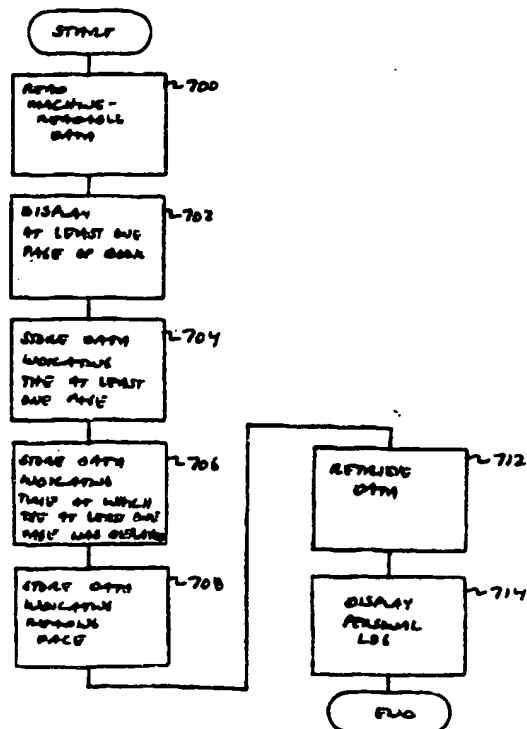 START
700
READ
MACHINE-
READABLE
DATA
702
DISPLAY
AT LEAST ONE
PAGE OF BOOK
704
STORE DATA
INDICATING
THE AT LEAST
ONE PAGE
706
STORE DATA
INDICATING
TIME AT WHICH
THE AT LEAST ONE
PAGE WAS DISPLAYED
708
STORE DATA
INDICATING
READING
PACE
712
RETRIEVE
DATA
714
DISPLAY
PERSONAL
LOG
END